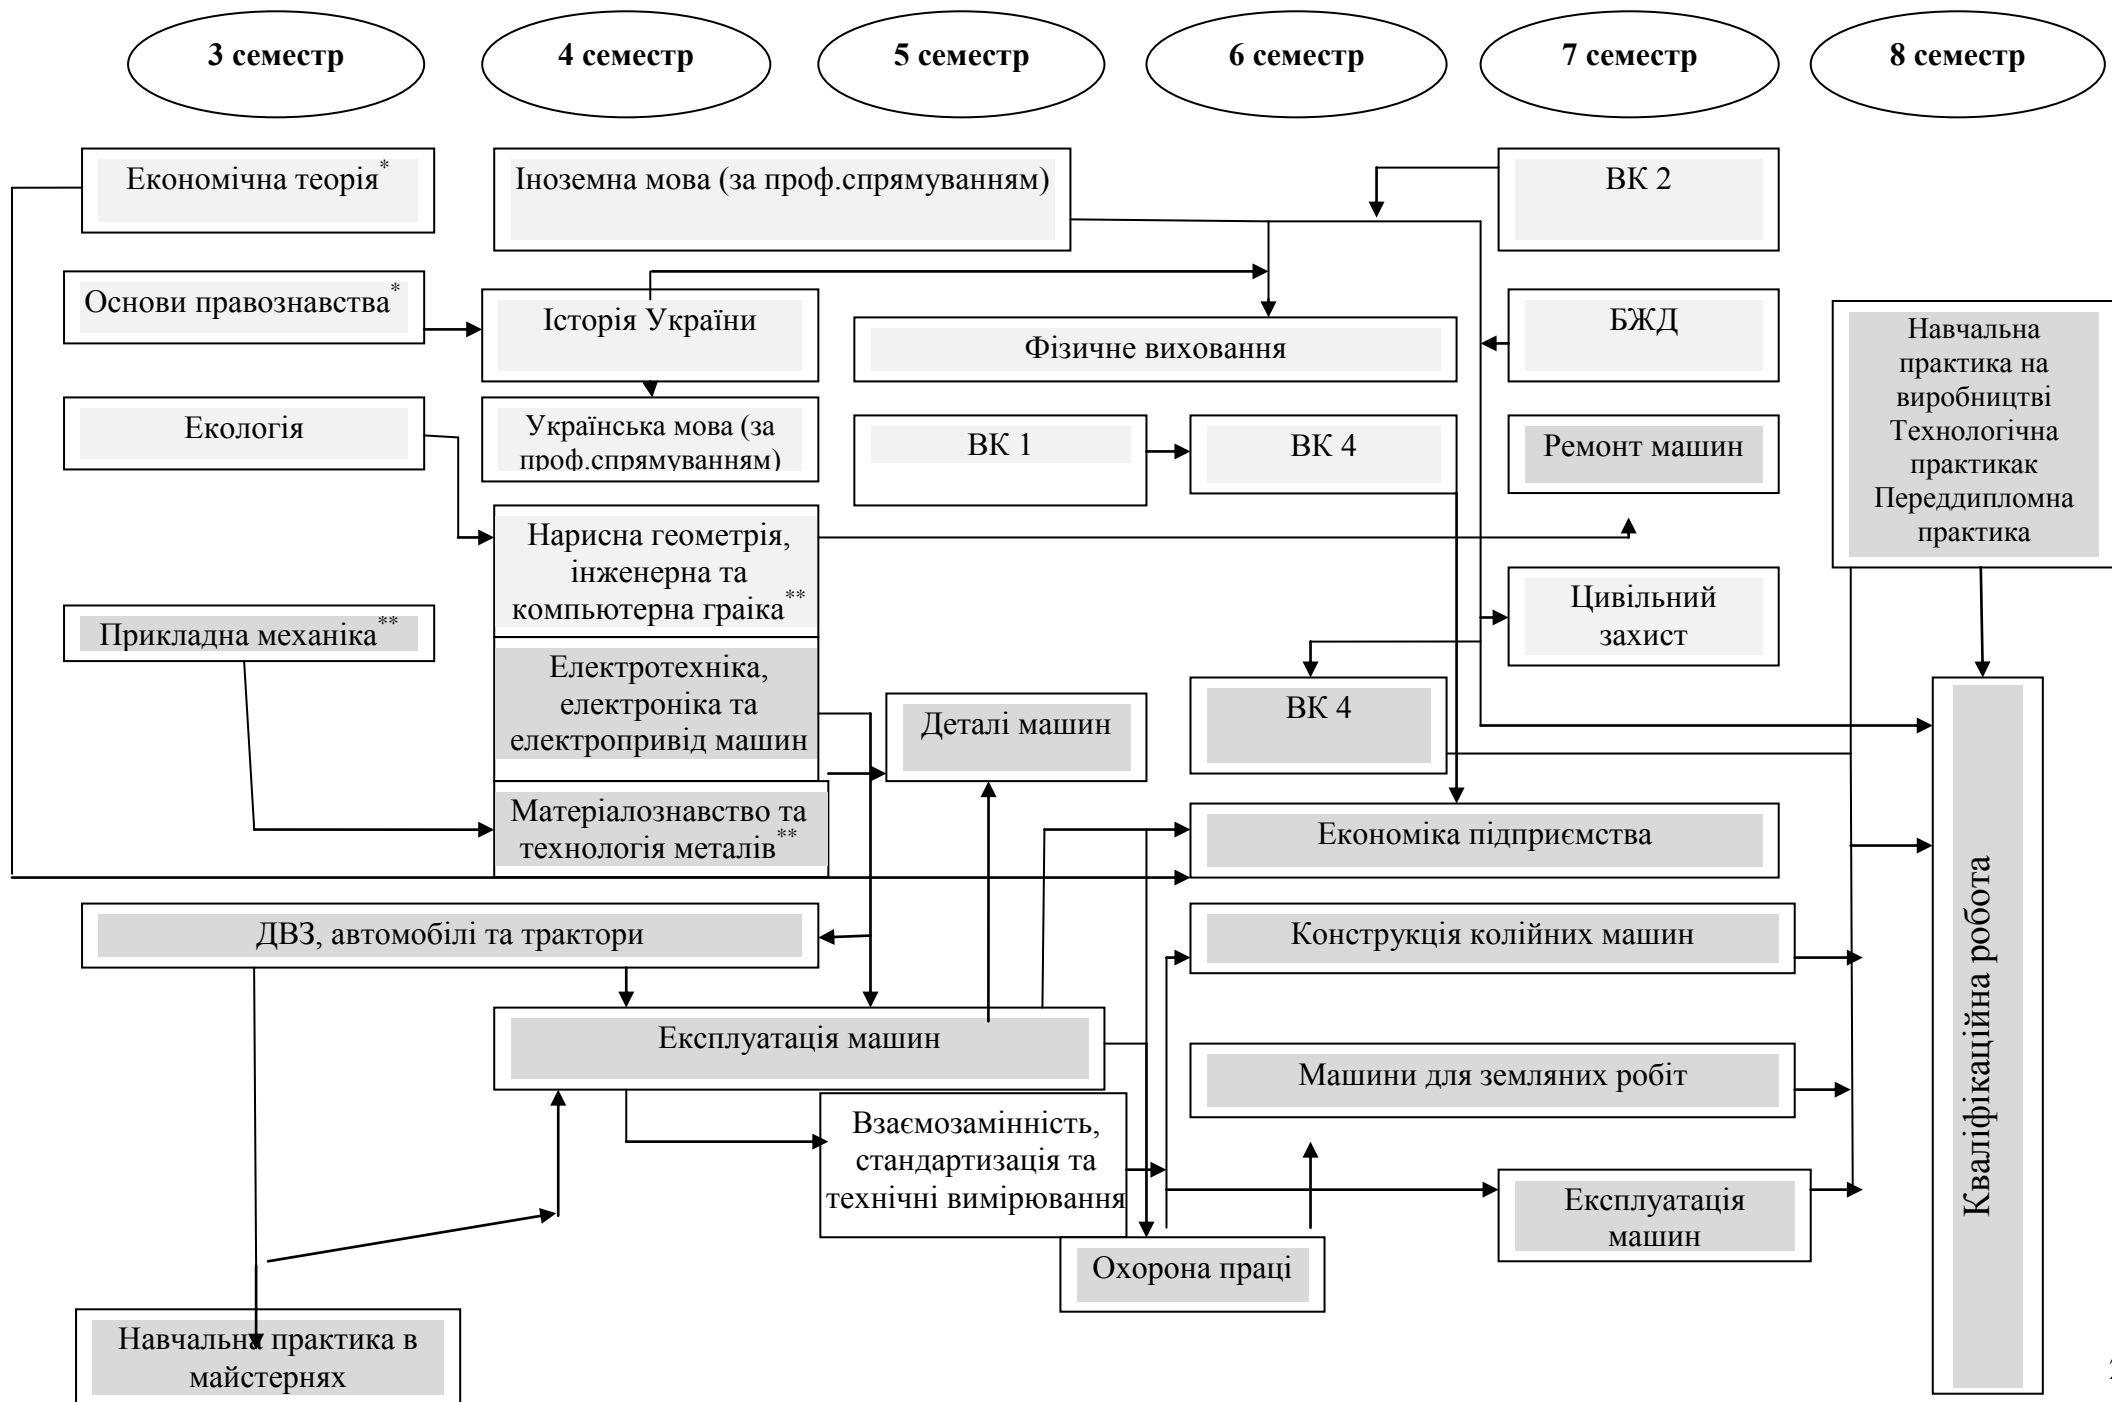 3 семестр
4 семестр
5 семестр
6 семестр
7 семестр
8 семестр
Економічна теорія*
Іноземна мова (за проф.спрямуванням)
ВК 2
Основи правознавства*
Історія України
Фізичне виховання
БЖД
Навчальна
практика на
виробництві
Технологічна
практикак
Переддипломна
практика
Екологія
Українська мова (за
проф.спрямуванням)
ВК 1
ВК 4
Ремонт машин
Нарисна геометрія,
інженерна та
компьютерна граіка**
Цивільний
захист
Прикладна механіка**
Електротехніка,
електроніка та
електропривід машин
Деталі машин
ВК 4
Матеріалознавство та
технологія металів**
Економіка підприємства
Кваліфікаційна робота
ДВЗ, автомобілі та трактори
Конструкція колійних машин
Експлуатація машин
Машини для земляних робіт
Взаємозамінність,
стандартизація та
технічні вимірювання
Експлуатація
машин
Охорона праці
Навчальна практика в
майстернях